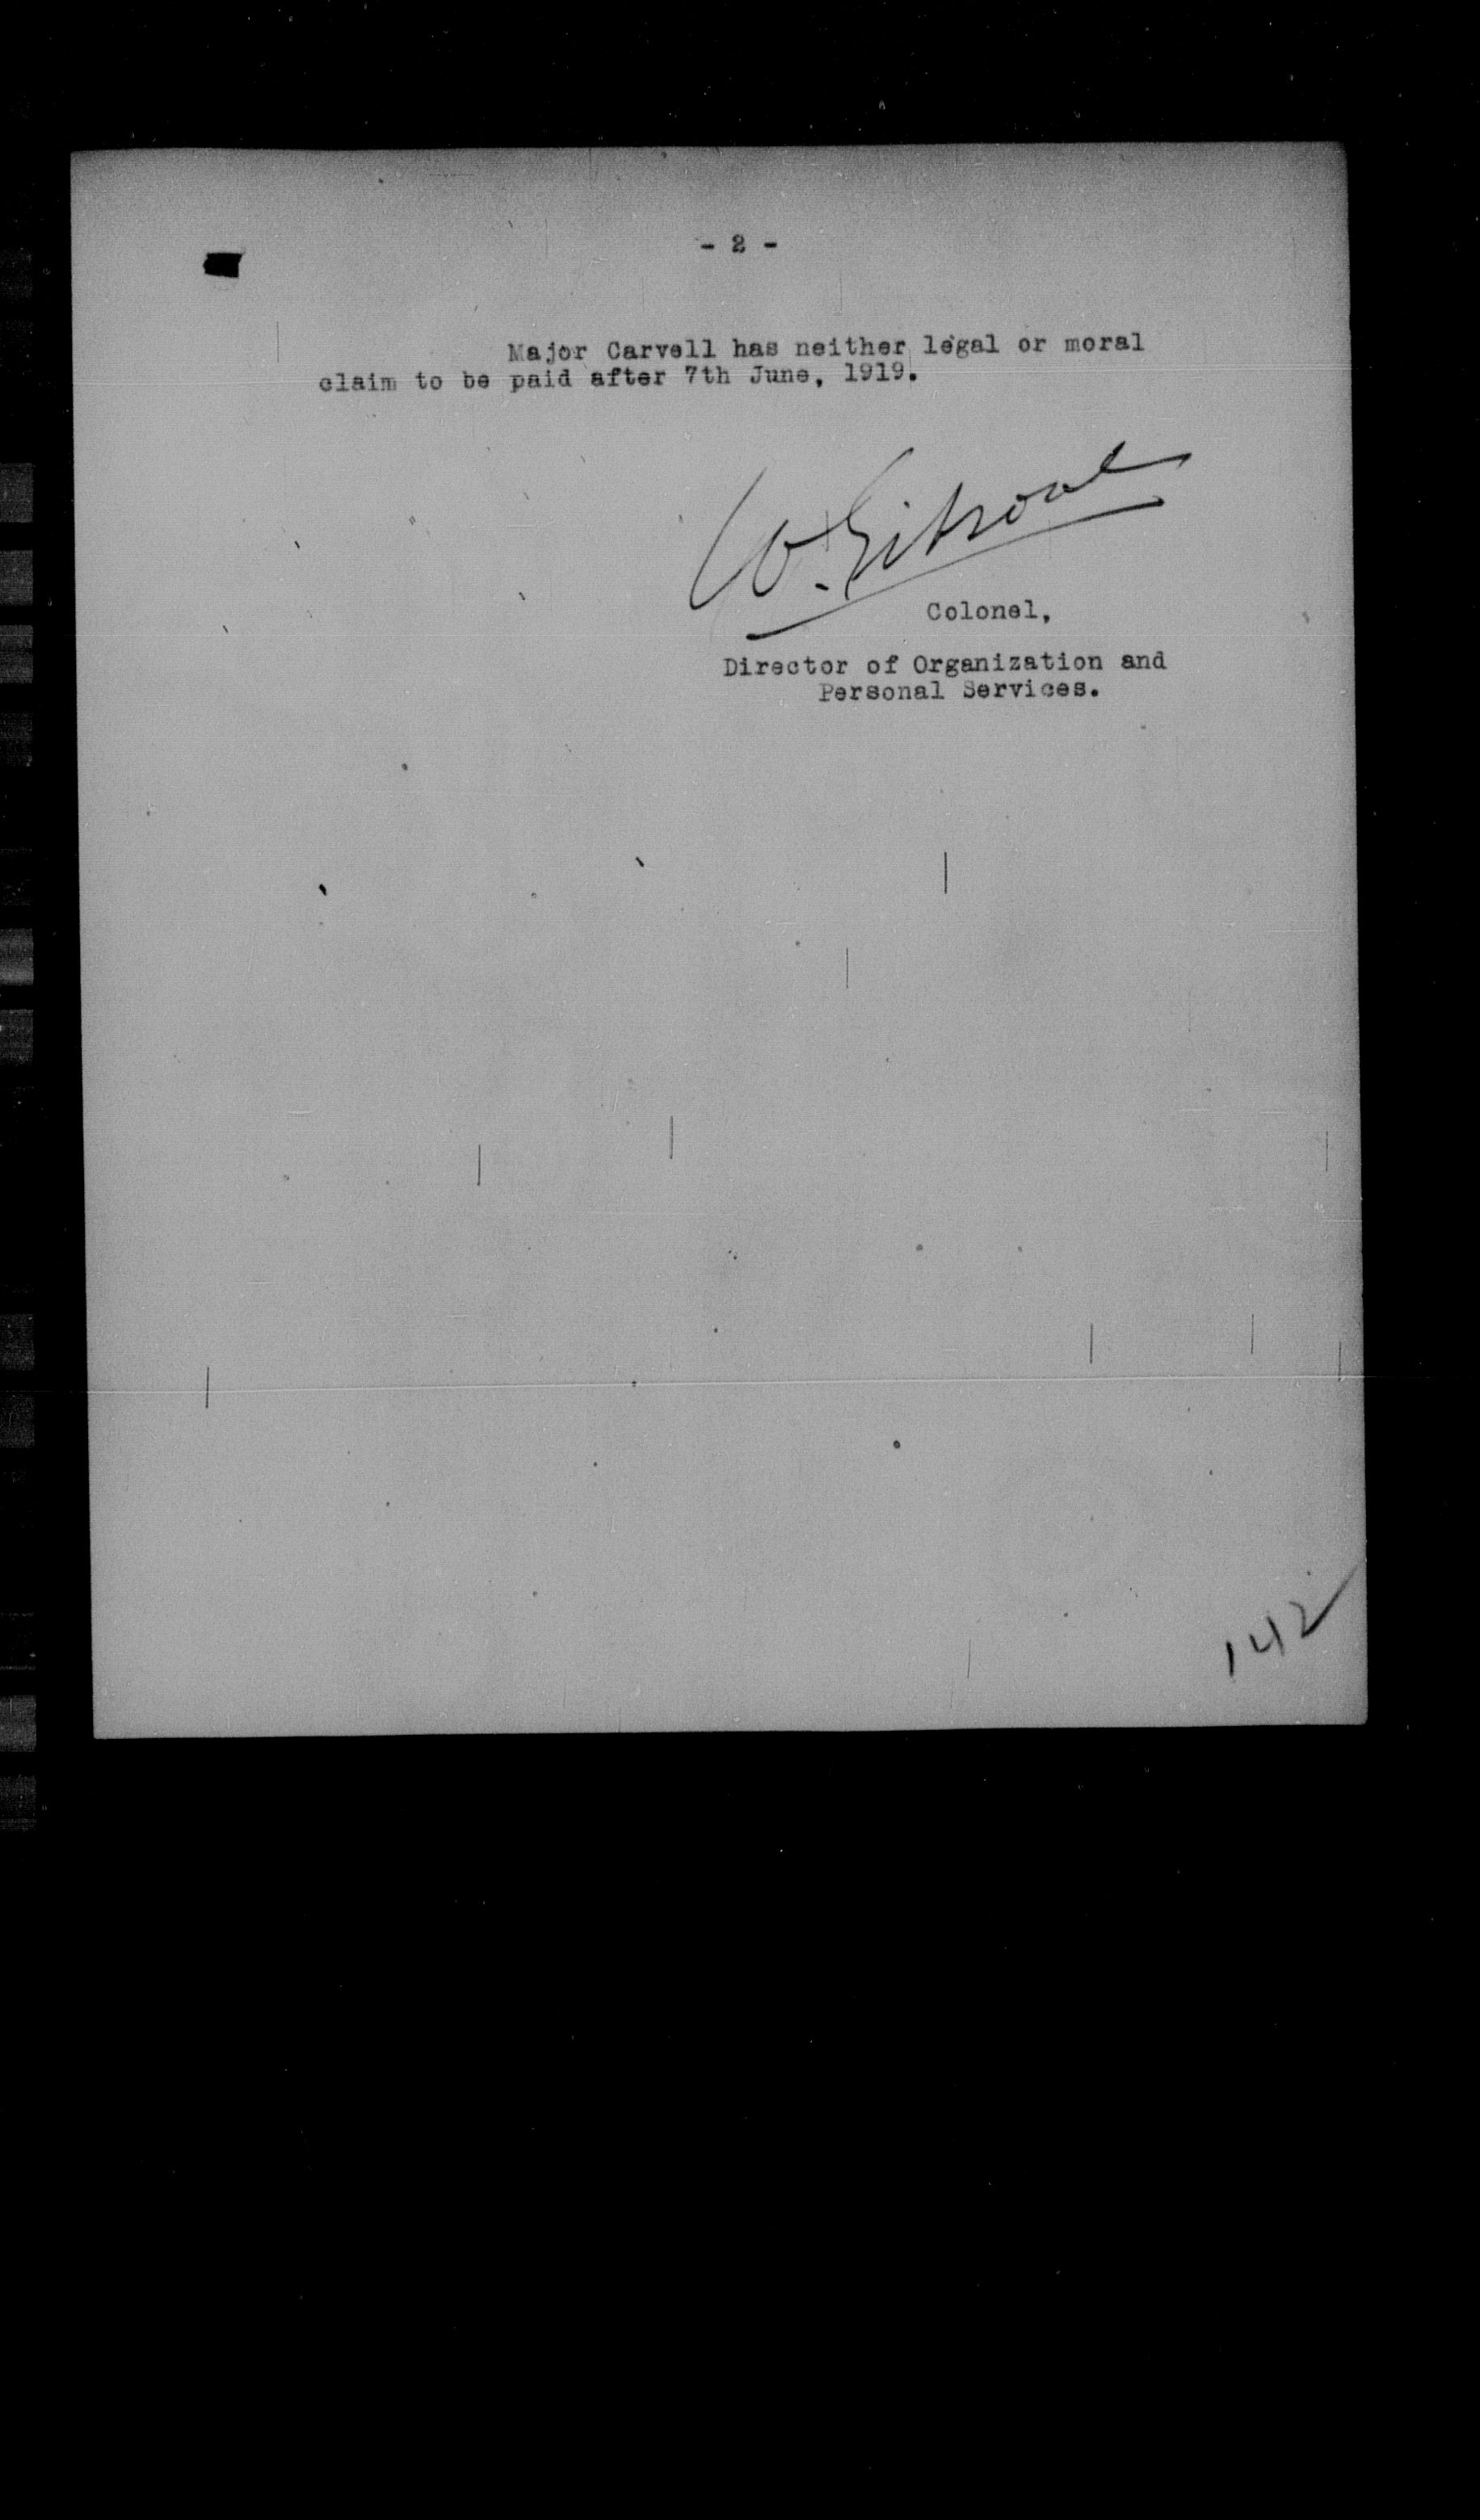 - 2 -
Major Carvell has neither legal or moral
claim to be paid after 7th June, 1919.
W. Gibsone
Colonel,
Director of Organization and
Personal Services.
142